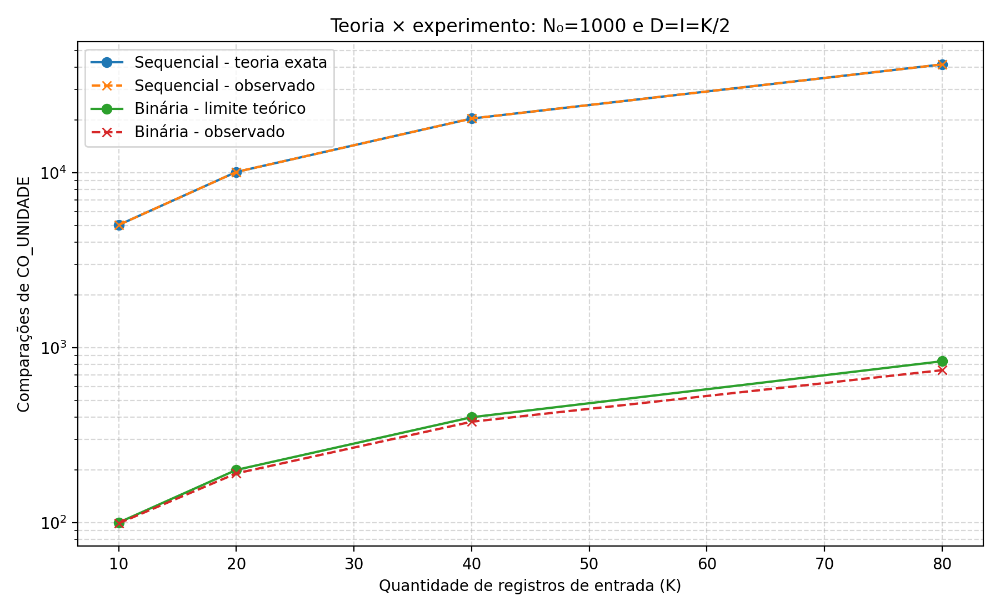 Teoria × experimento: N₀=1000 e D=I=K/2
Sequencial - teoria exata
Sequencial - observado
Binária - limite teórico
Binária - observado
Comparações de CO_UNIDADE
10⁴
10³
10²
10 20 30 40 50 60 70 80
Quantidade de registros de entrada (K)